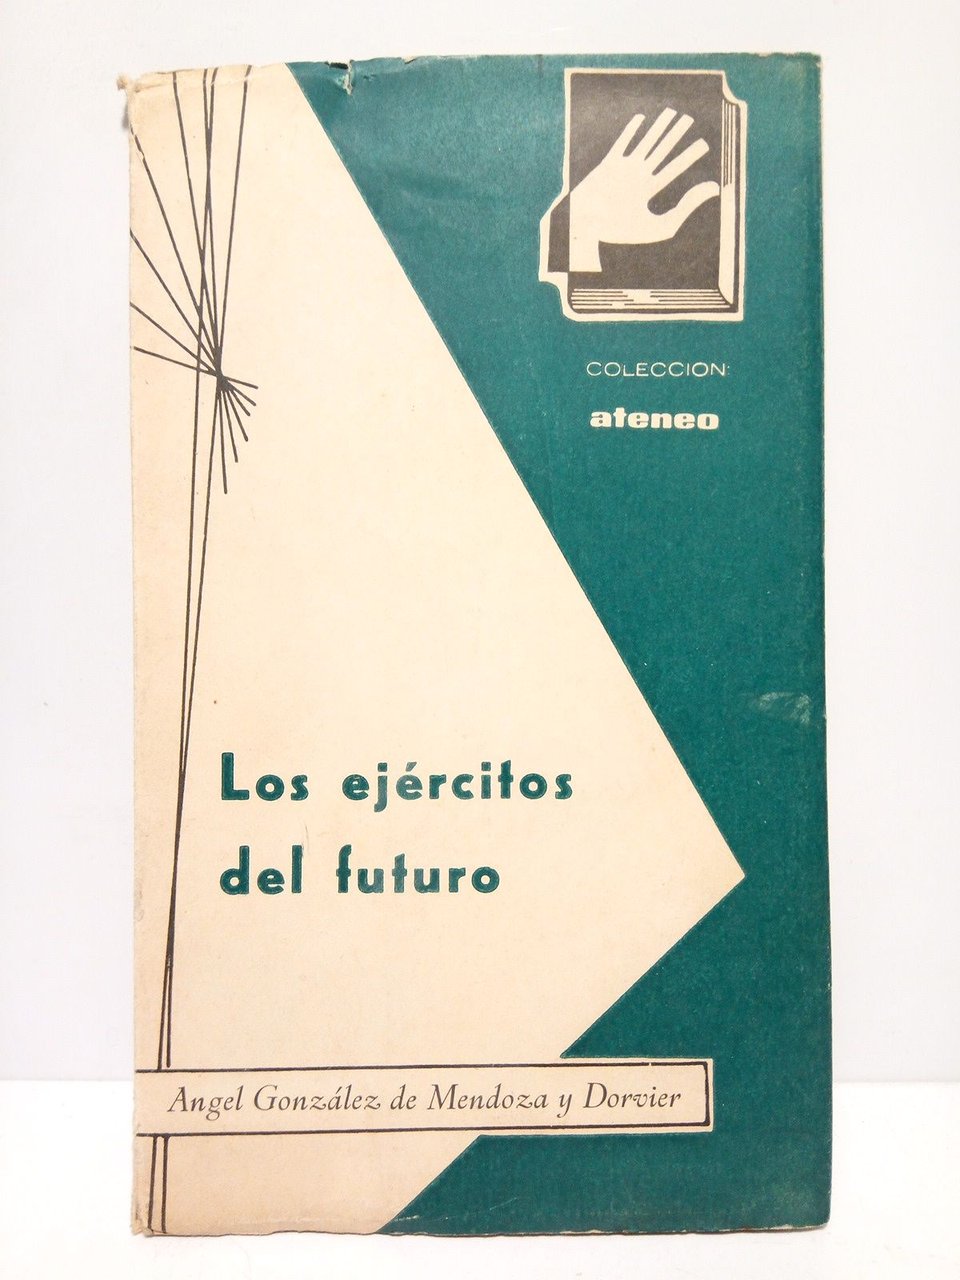 COLECCION:
ateneo
Los ejércitos
del futuro
Angel González de Mendoza y Dorvier